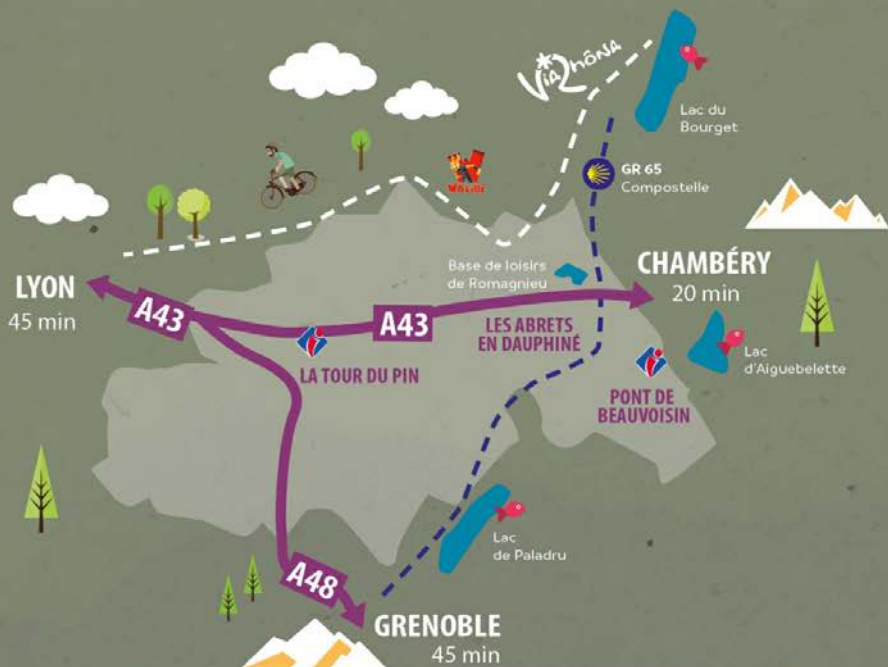 ViaRhôna
Lac du
Bourget
GR 65
Compostelle
WALIBI
Base de loisirs
de Romagnieu
CHAMBÉRY
20 min
LYON
45 min
A43
A43
LES ABRETS
EN DAUPHINÉ
LA TOUR DU PIN
Lac
d'Aiguebelette
PONT DE
BEAUVOISIN
Lac
de Paladru
A48
GRENOBLE
45 min